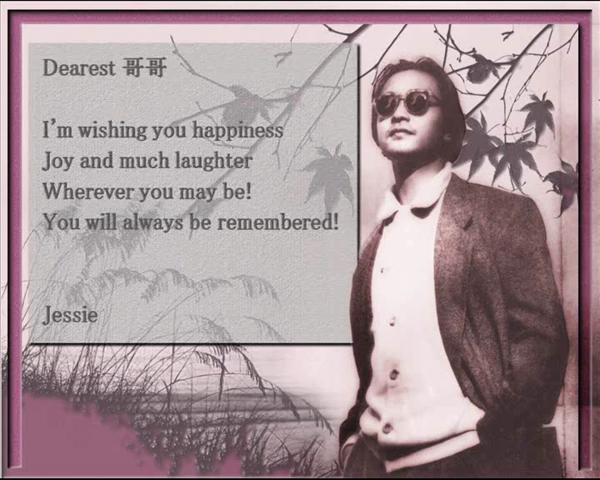 Dearest 哥哥
I'm wishing you happiness
Joy and much laughter
Wherever you may be!
You will always be remembered!
Jessie